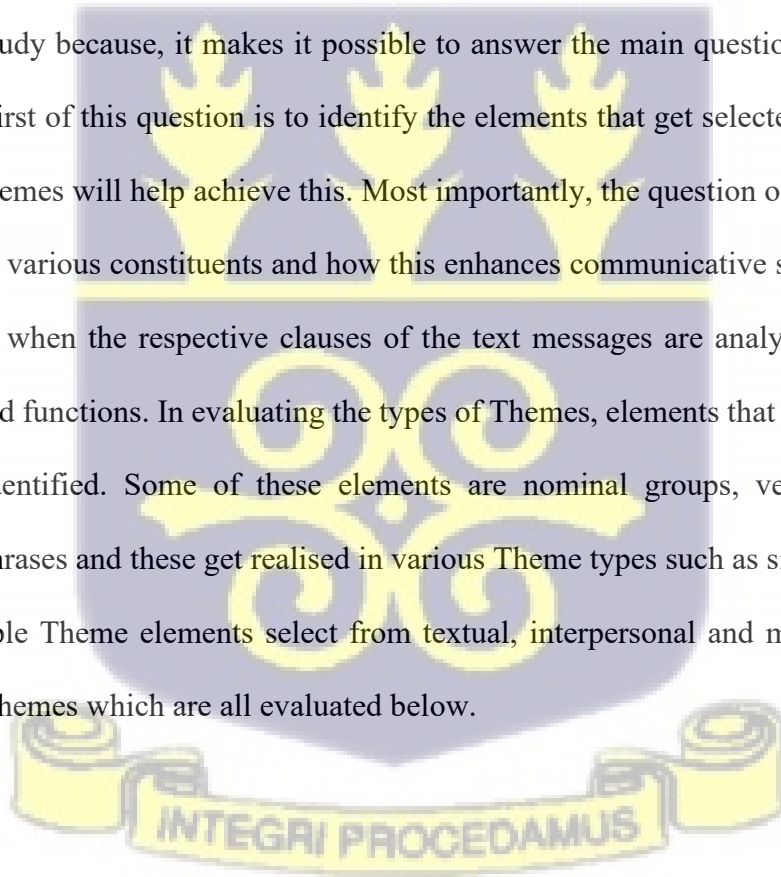 udy because, it makes it possible to answer the main questio
irst of this question is to identify the elements that get selecte
emes will help achieve this. Most importantly, the question o
various constituents and how this enhances communicative s
when the respective clauses of the text messages are analy
d functions. In evaluating the types of Themes, elements that
entified. Some of these elements are nominal groups, ve
rases and these get realised in various Theme types such as s
ple Theme elements select from textual, interpersonal and m
hemes which are all evaluated below.
INTEGRI PROCEDAMUS